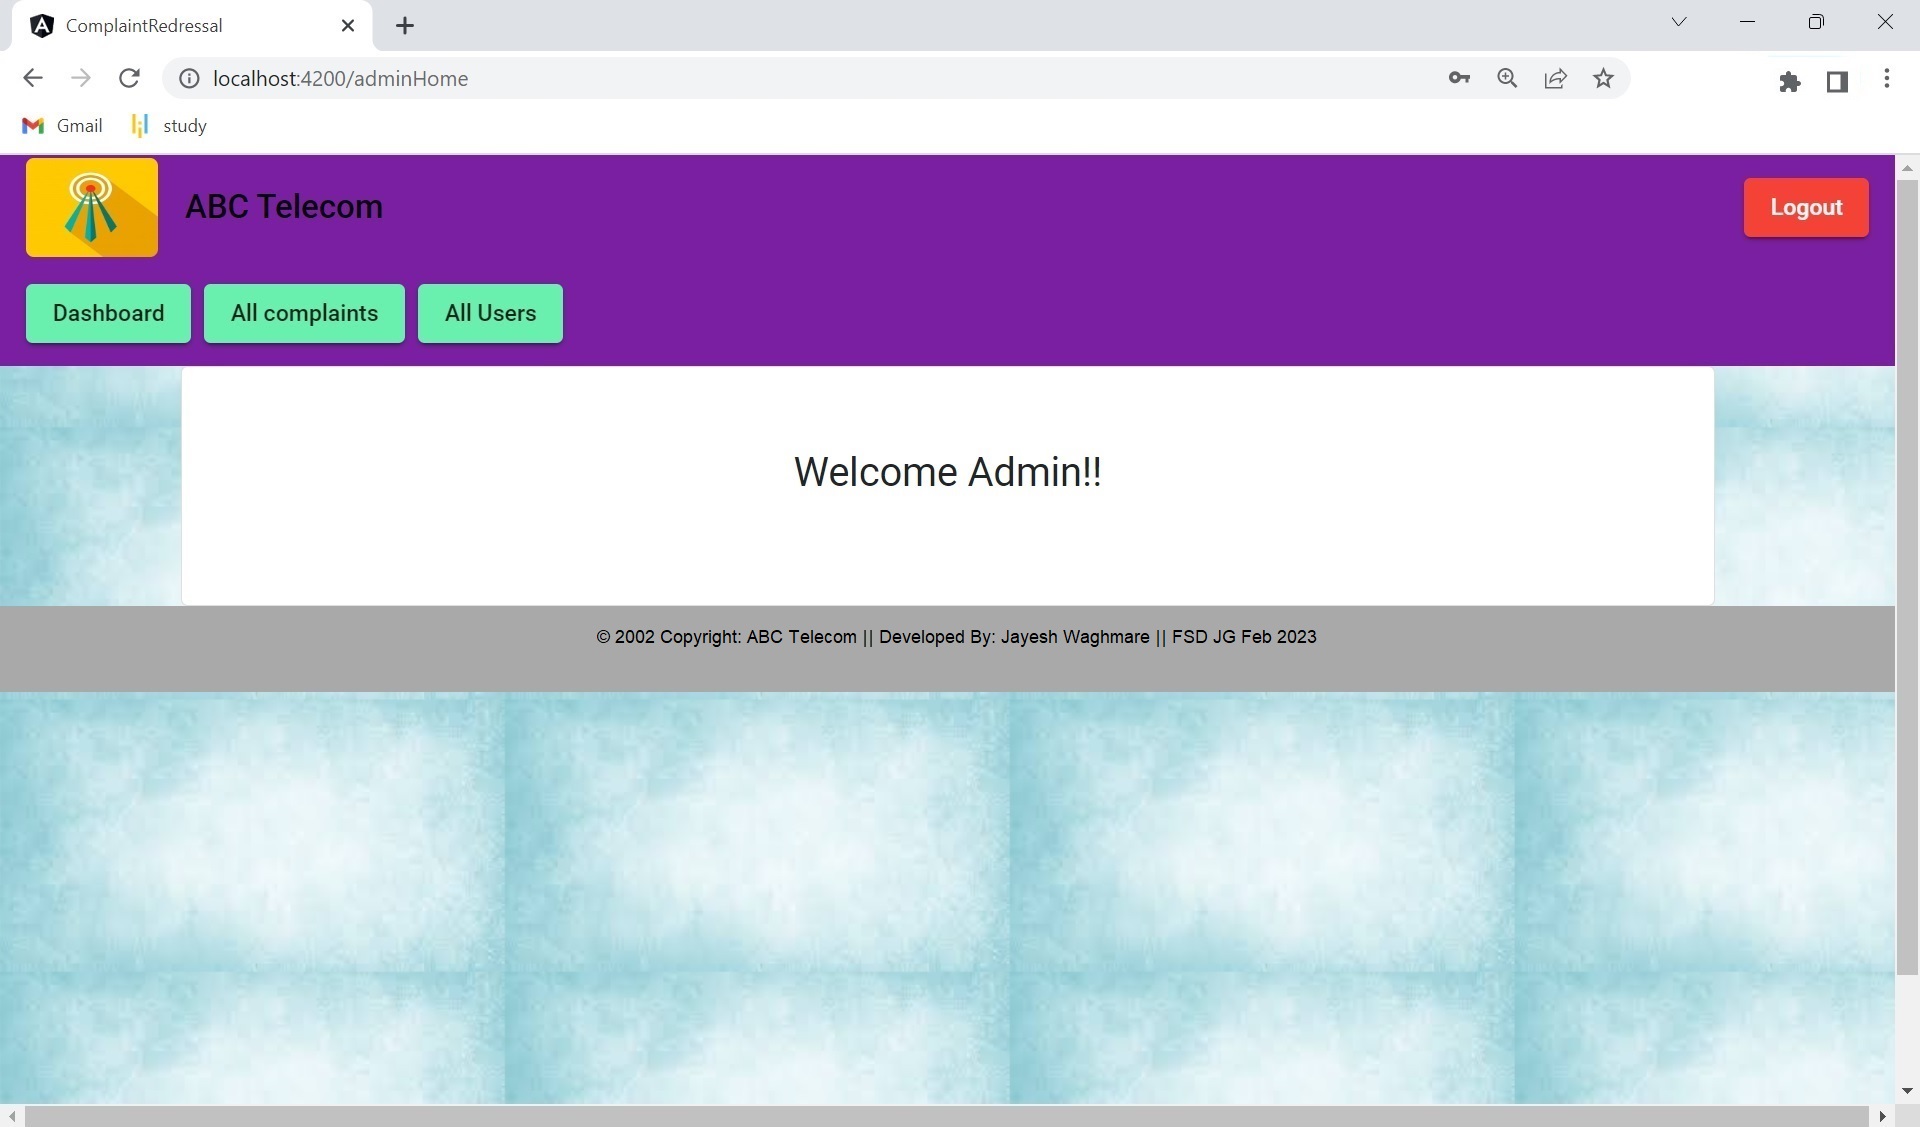 ComplaintRedressal
localhost:4200/adminHome
Gmail study
ABC Telecom
Logout
Dashboard All complaints All Users
Welcome Admin!!
© 2002 Copyright: ABC Telecom || Developed By: Jayesh Waghmare || FSD JG Feb 2023